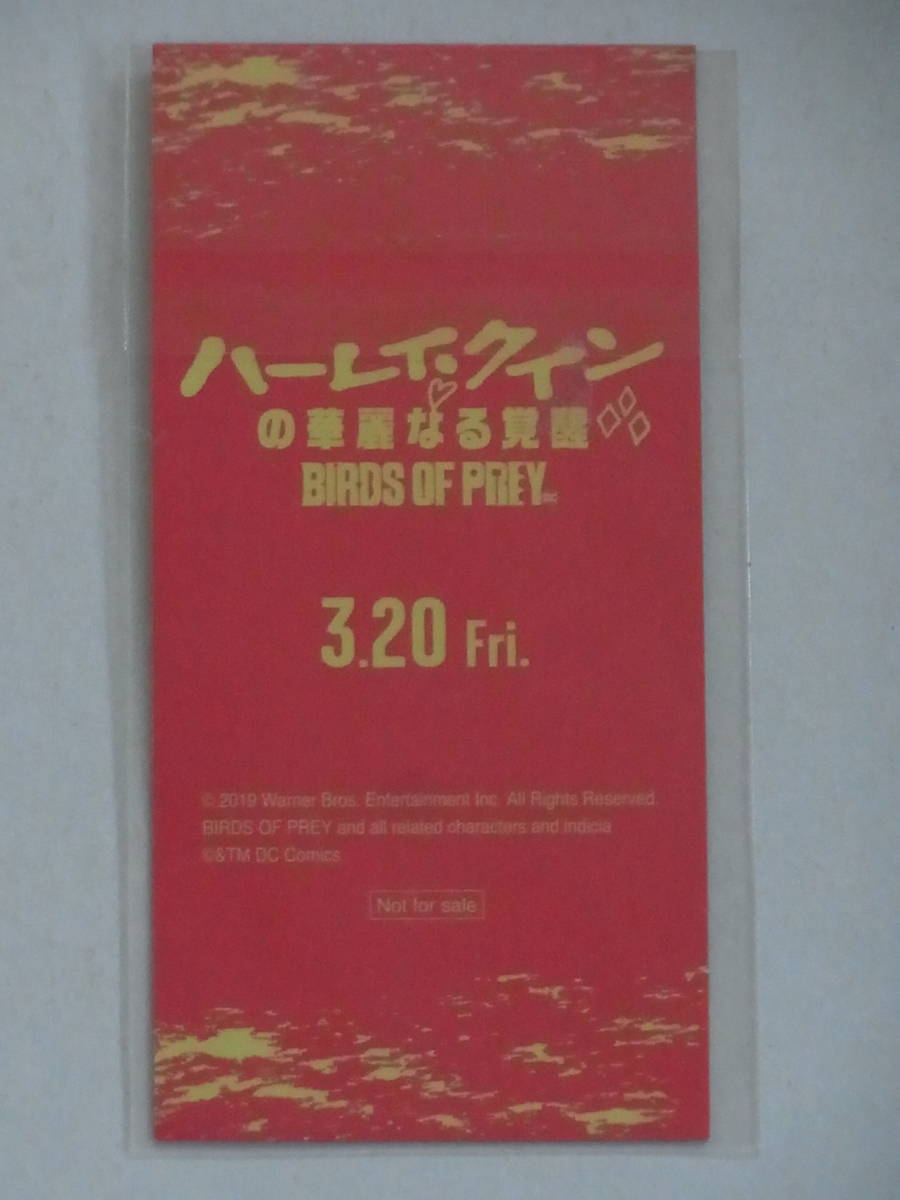 ハーレイ・クイン
の華麗なる覚醒
BIRDS OF PREY
3.20 Fri.
© 2019 Warner Bros. Entertainment Inc. All Rights Reserved.
BIRDS OF PREY and all related characters and indicia
©&TM DC Comics
Not for sale